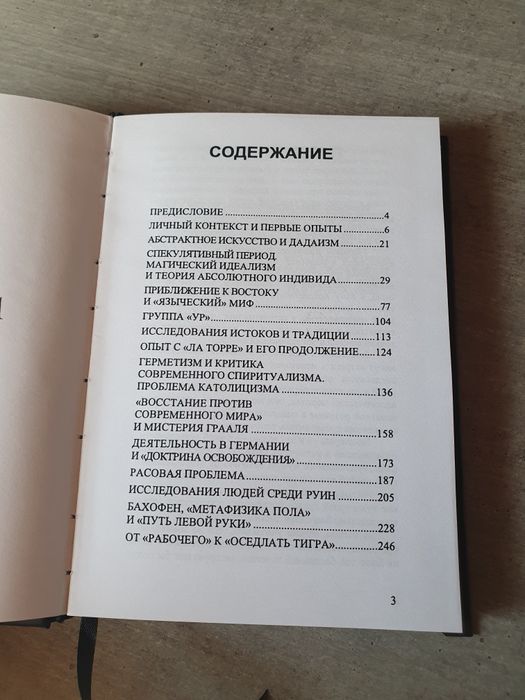 СОДЕРЖАНИЕ
ПРЕДИСЛОВИЕ 4
ЛИЧНЫЙ КОНТЕКСТ И ПЕРВЫЕ ОПЫТЫ 6
АБСТРАКТНОЕ ИСКУССТВО И ДАДАИЗМ 21
СПЕКУЛЯТИВНЫЙ ПЕРИОД.
МАГИЧЕСКИЙ ИДЕАЛИЗМ
И ТЕОРИЯ АБСОЛЮТНОГО ИНДИВИДА 29
ПРИБЛИЖЕНИЕ К ВОСТОКУ
И «ЯЗЫЧЕСКИЙ» МИФ 77
ГРУППА «УР» 104
ИССЛЕДОВАНИЯ ИСТОКОВ И ТРАДИЦИИ 113
ОПЫТ С «ЛА ТОРРЕ» И ЕГО ПРОДОЛЖЕНИЕ 124
ГЕРМЕТИЗМ И КРИТИКА
СОВРЕМЕННОГО СПИРИТУАЛИЗМА.
ПРОБЛЕМА КАТОЛИЦИЗМА 136
«ВОССТАНИЕ ПРОТИВ
СОВРЕМЕННОГО МИРА»
И МИСТЕРИЯ ГРААЛЯ 158
ДЕЯТЕЛЬНОСТЬ В ГЕРМАНИИ
И «ДОКТРИНА ОСВОБОЖДЕНИЯ» 173
РАСОВАЯ ПРОБЛЕМА 187
ИССЛЕДОВАНИЯ ЛЮДЕЙ СРЕДИ РУИН 205
БАХОФЕН, «МЕТАФИЗИКА ПОЛА»
И «ПУТЬ ЛЕВОЙ РУКИ» 228
ОТ «РАБОЧЕГО» К «ОСЕДЛАТЬ ТИГРА» 246
3